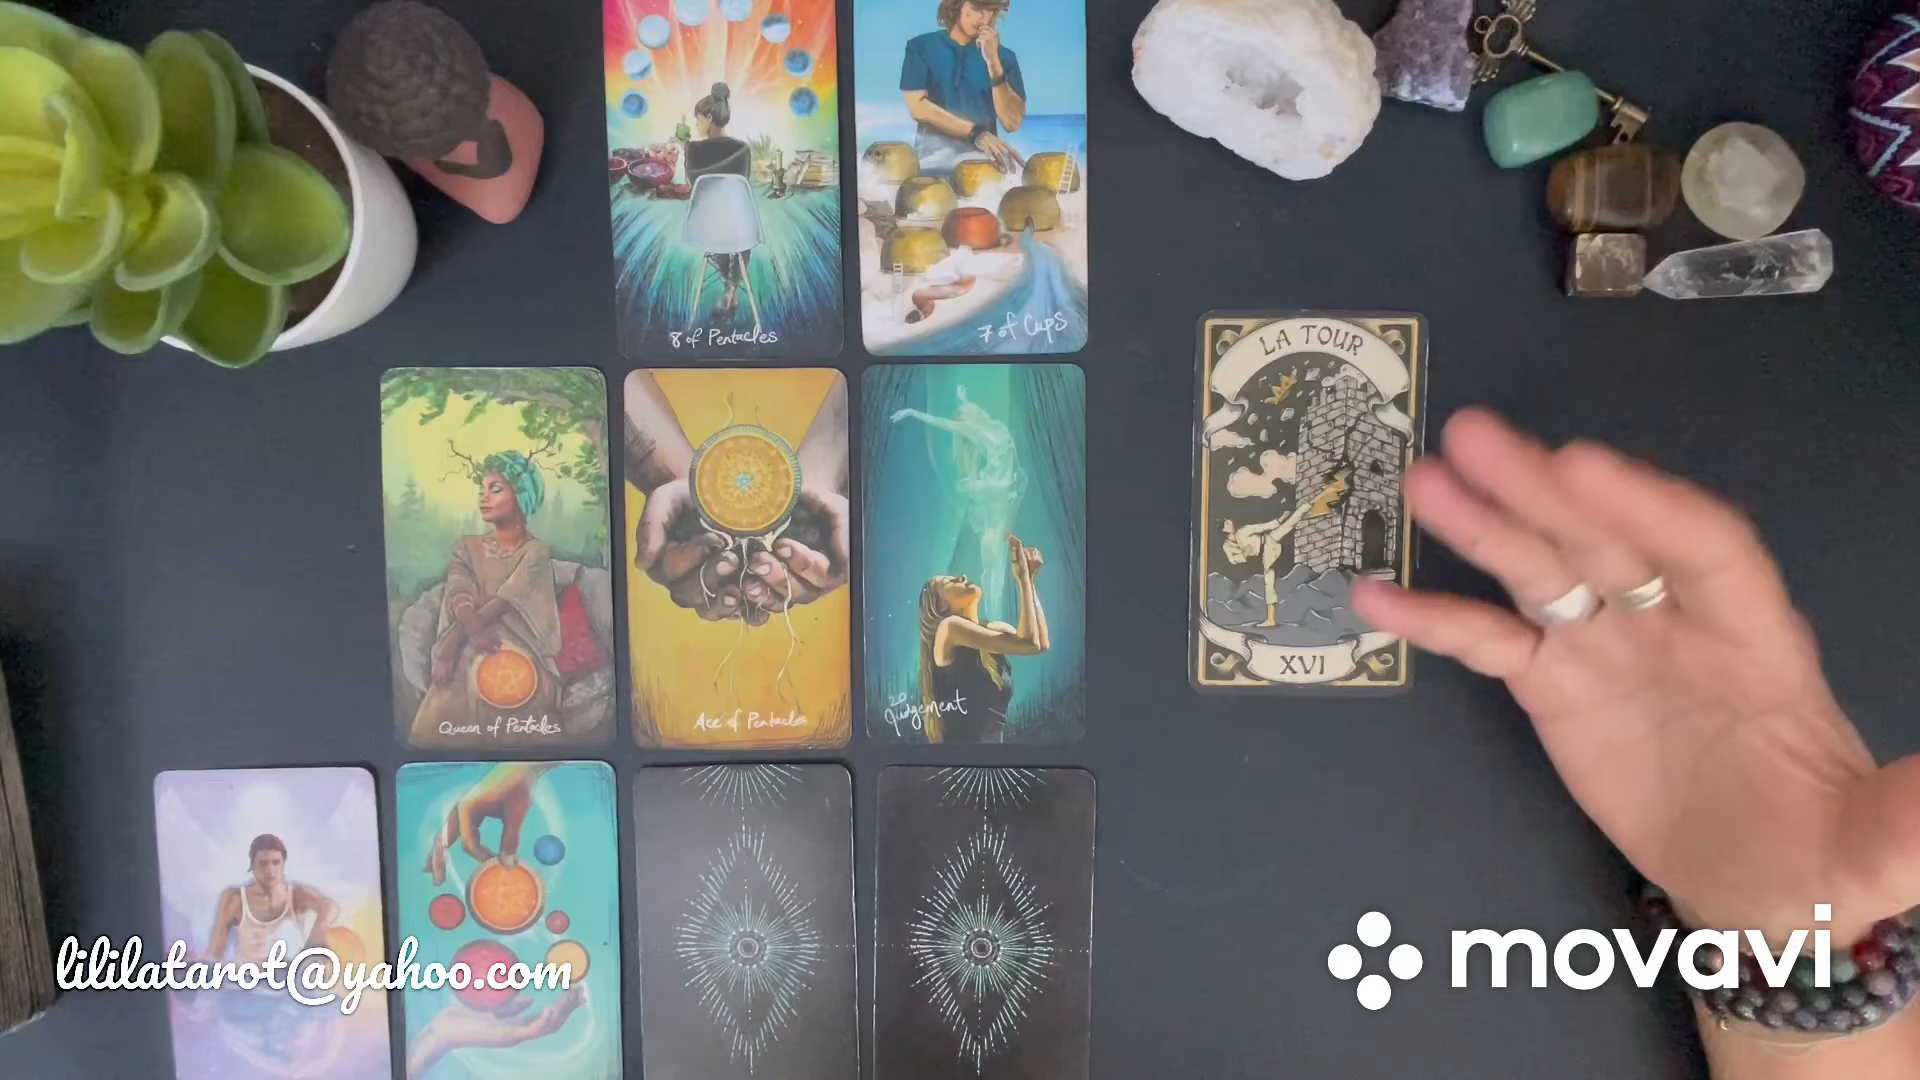 8 of Pentacles
7 of Cups
LA TOUR
XVI
Queen of Pentacles
Ace of Pentacles
20.
Judgement
lililatarot@yahoo.com
movavi